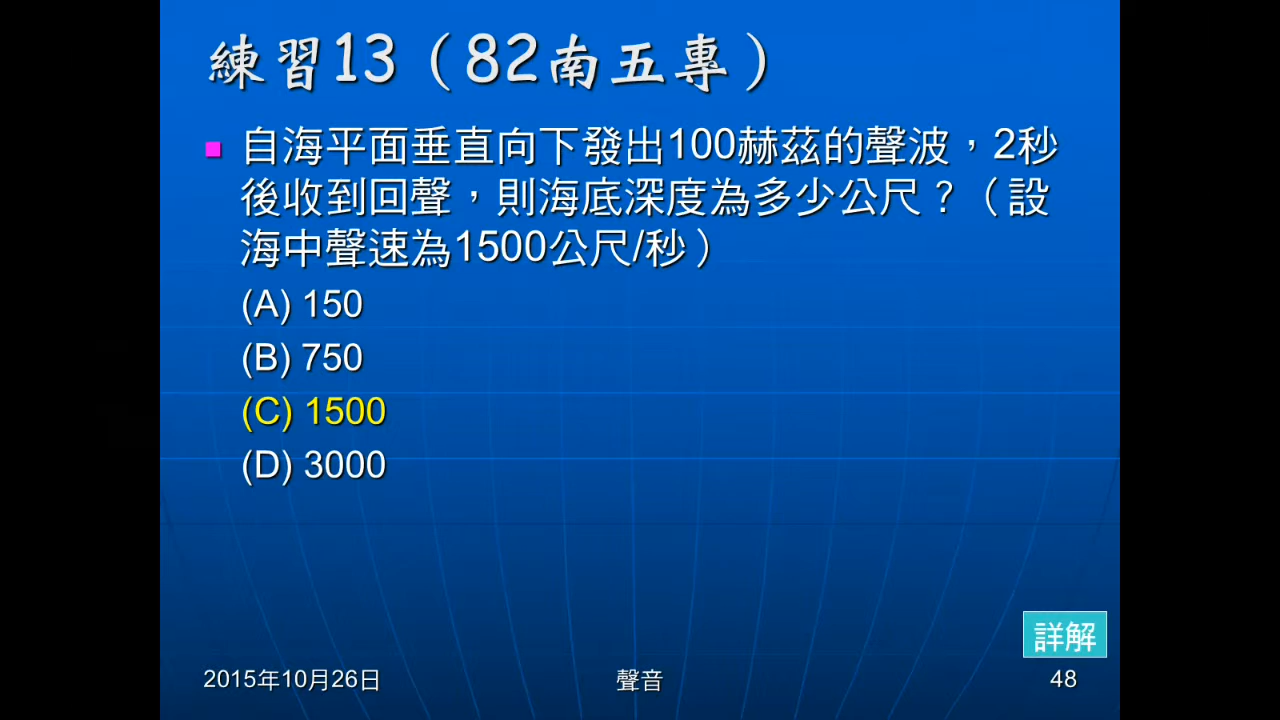 練習13（82南五專）
自海平面垂直向下發出100赫茲的聲波，2秒
後收到回聲，則海底深度為多少公尺？（設
海中聲速為1500公尺/秒）
(A) 150
(B) 750
(C) 1500
(D) 3000
詳解
2015年10月26日
聲音
48